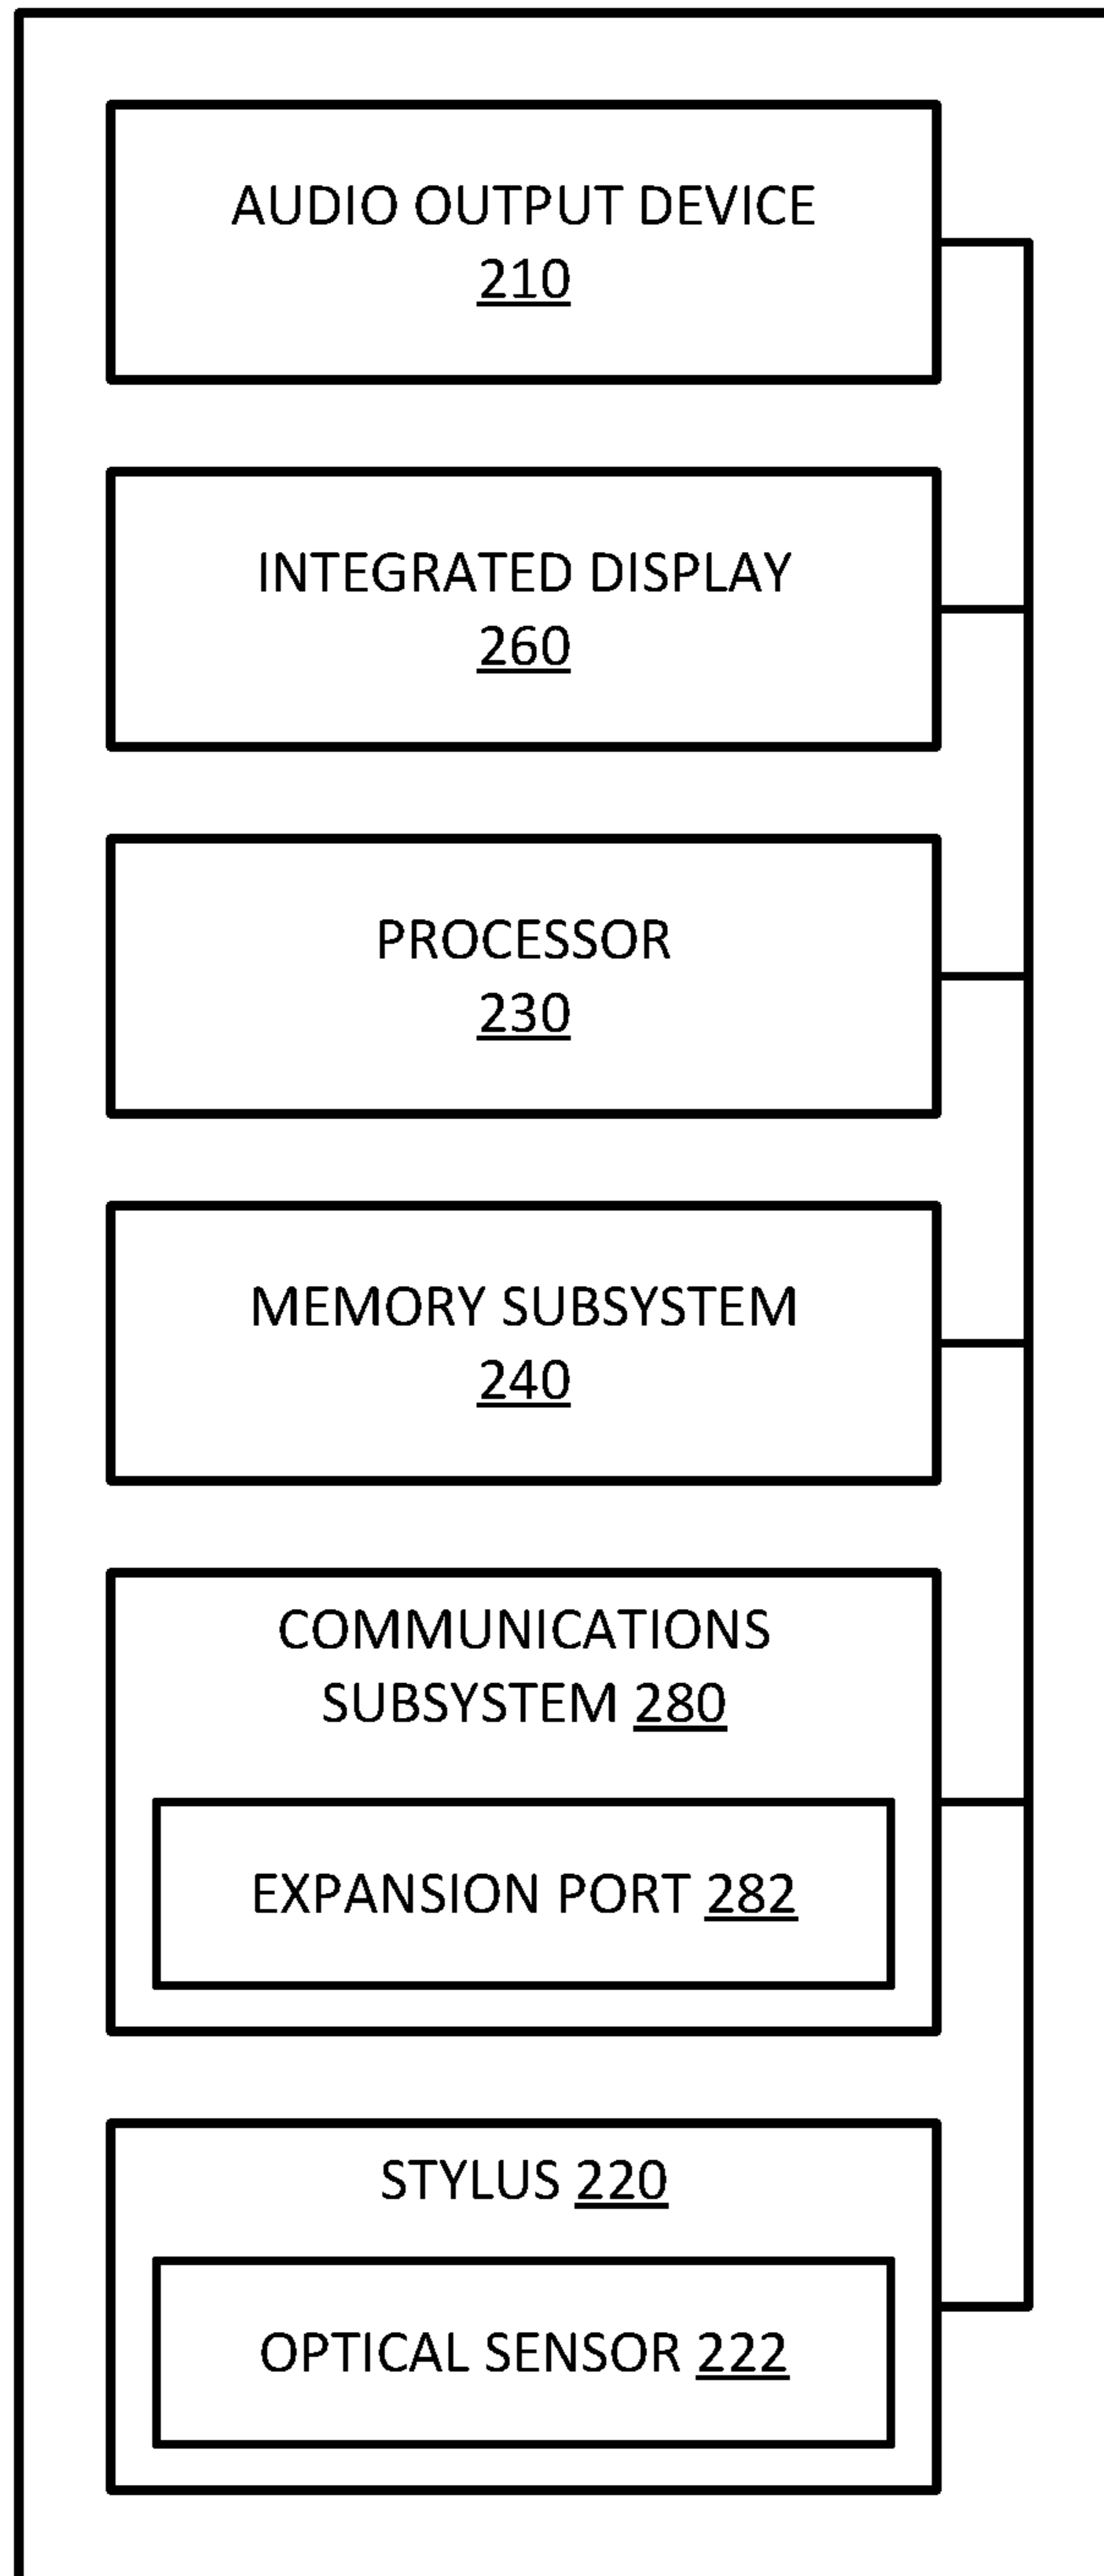 AUDIO OUTPUT DEVICE
210
INTEGRATED DISPLAY
260
PROCESSOR
230
MEMORY SUBSYSTEM
240
COMMUNICATIONS
SUBSYSTEM 280
EXPANSION PORT 282
STYLUS 220
OPTICAL SENSOR 222